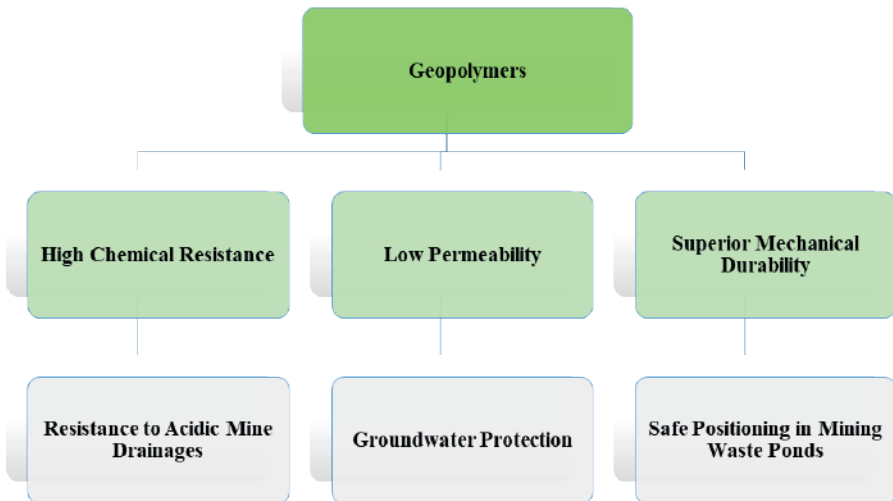 Geopolymers
High Chemical Resistance
Low Permeability
Superior Mechanical
Durability
Resistance to Acidic Mine
Drainages
Groundwater Protection
Safe Positioning in Mining
Waste Ponds